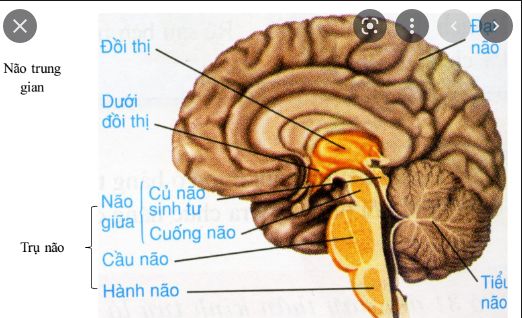 Đồi thị
Não trung
gian
Dưới
đồi thị
Não
giữa
Củ não
sinh tư
Cuống não
Trụ não
Cầu não
Hành não
não
Tiểu
não